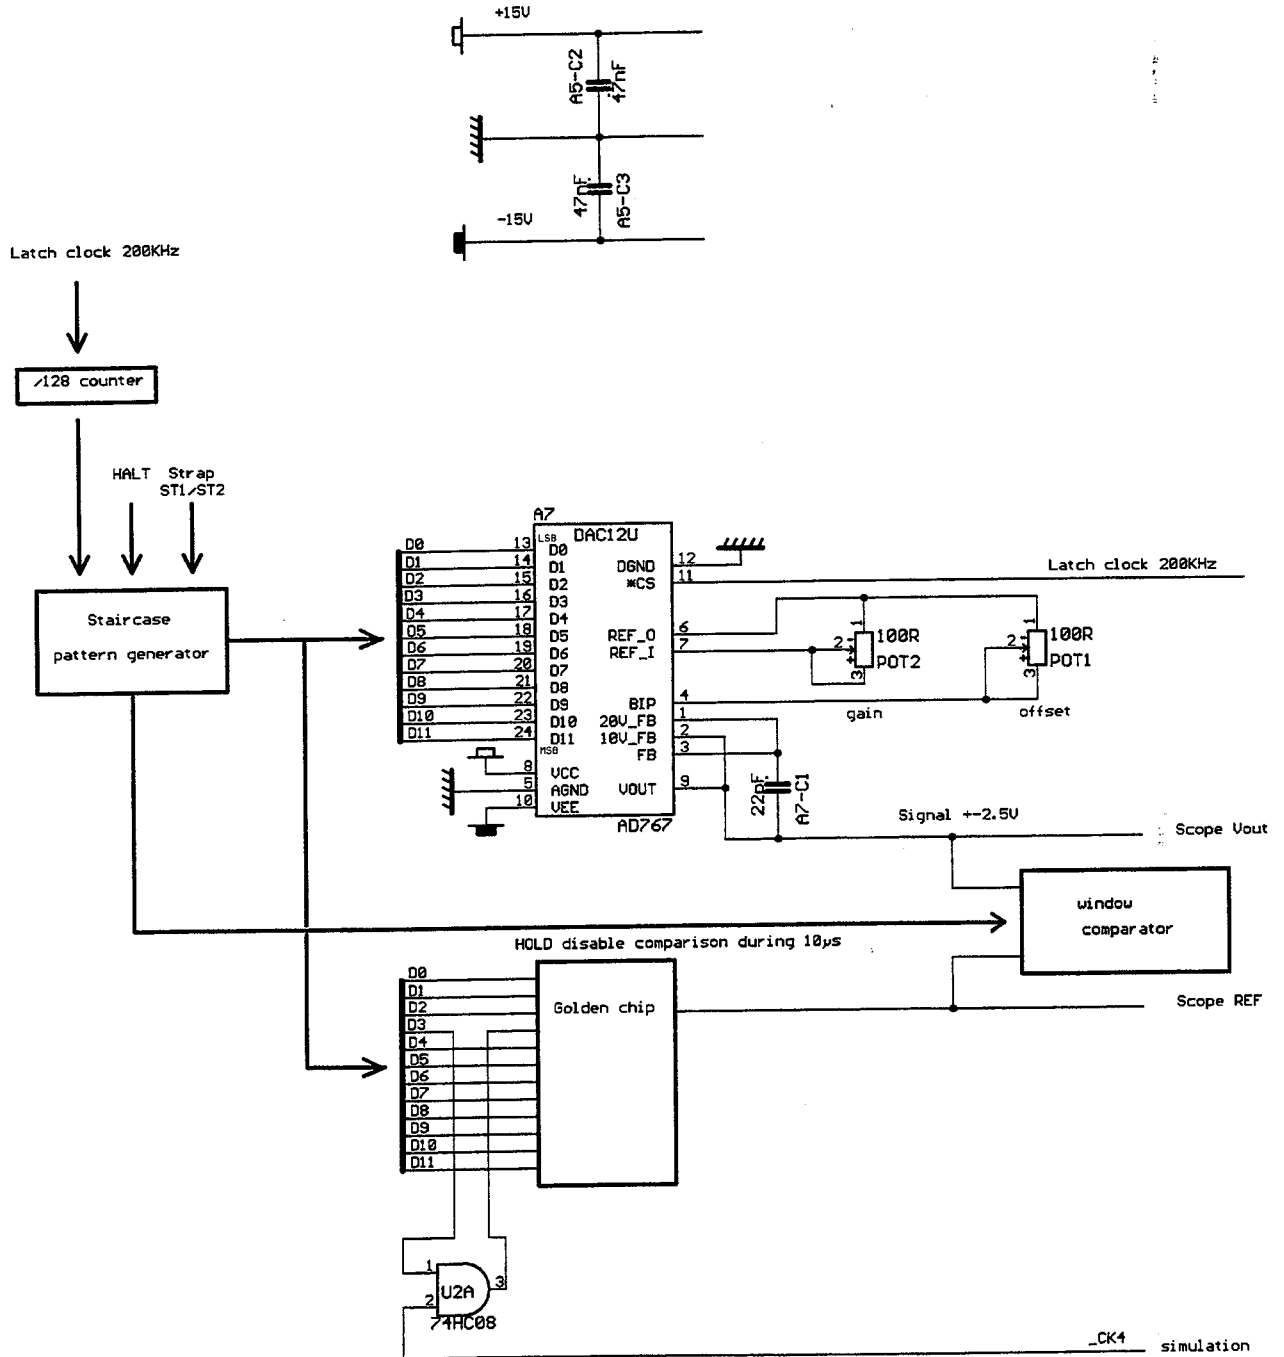 +15V
A5-C2
47nF
47nF
A5-C3
-15V
Latch clock 200KHz
/128 counter
HALT Strap
ST1/ST2
Staircase
pattern generator
A7
LSB
DAC12U
D0 13 D0
D1 14 D1
D2 15 D2
D3 16 D3
D4 17 D4
D5 18 D5
D6 19 D6
D7 20 D7
D8 21 D8
D9 22 D9
D10 23 D10
D11 24 D11
MSB
8 VCC
5 AGND
10 VEE
DGND 12
*CS 11
REF_O 6
REF_I 7
BIP 4
20V_FB 1
10V_FB 2
FB 3
VOUT 9
AD767
Latch clock 200KHz
1
2
3
100R
POT2
gain
1
2
3
100R
POT1
offset
22pF
A7-C1
Signal +-2.5V
Scope Vout
window
comparator
HOLD disable comparison during 10µs
D0
D1
D2
D3
D4
D5
D6
D7
D8
D9
D10
D11
Golden chip
Scope REF
1
2
U2A
3
74HC08
_CK4
simulation